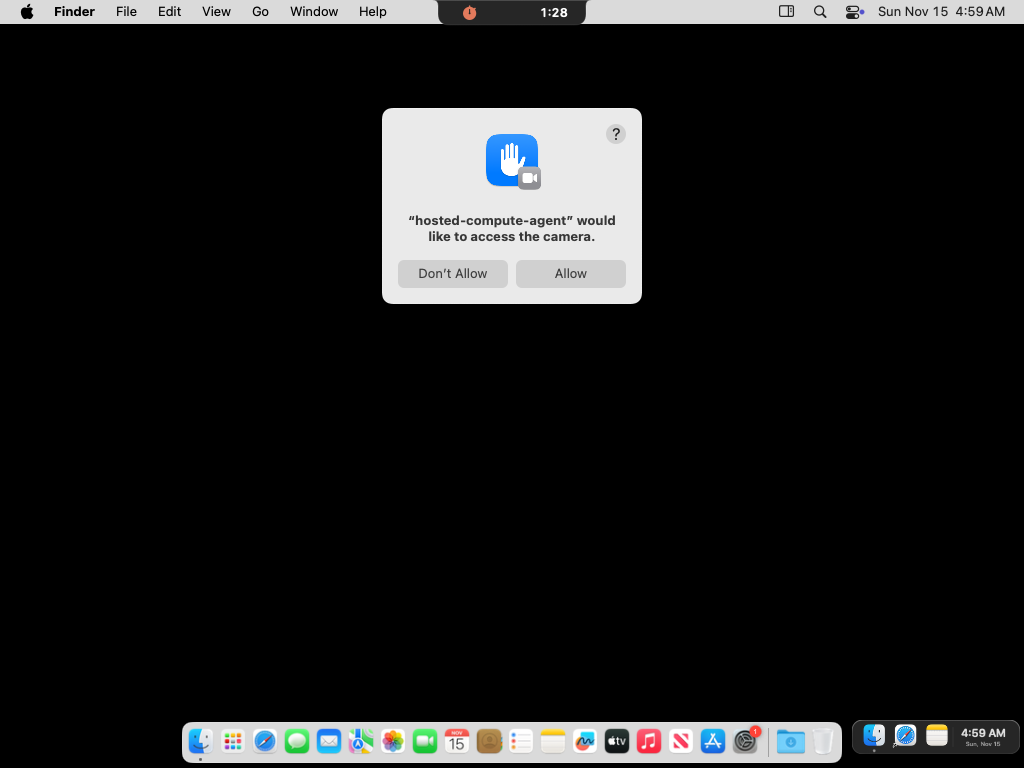 Finder File Edit View Go Window Help 1:28 Sun Nov 15 4:59 AM
?
“hosted-compute-agent” would
like to access the camera.
Don’t Allow Allow
NOV
15
tv
1
4:59 AM
Sun, Nov 15